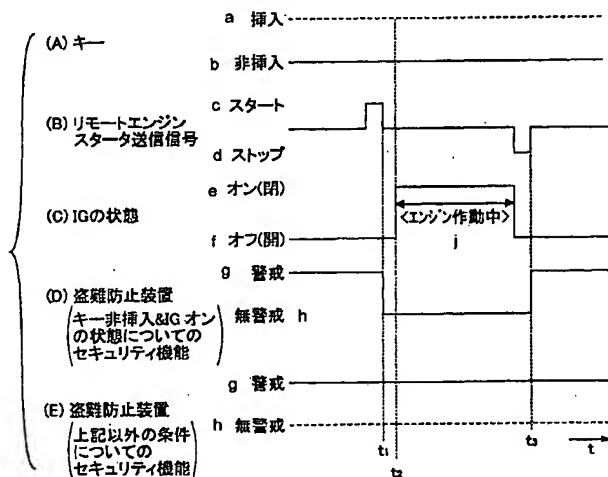 a 挿入
(A) キー
b 非挿入
c スタート
(B) リモートエンジン
スタータ送信信号
d ストップ
e オン(閉)
(C) IGの状態
<エンジン作動中>
j
f オフ(開)
g 警戒
(D) 盗難防止装置
無警戒 h
キー非挿入&IG オン
の状態についての
セキュリティ機能
g 警戒
(E) 盗難防止装置
h 無警戒
上記以外の条件
についての
セキュリティ機能
t1
t2
t3
t